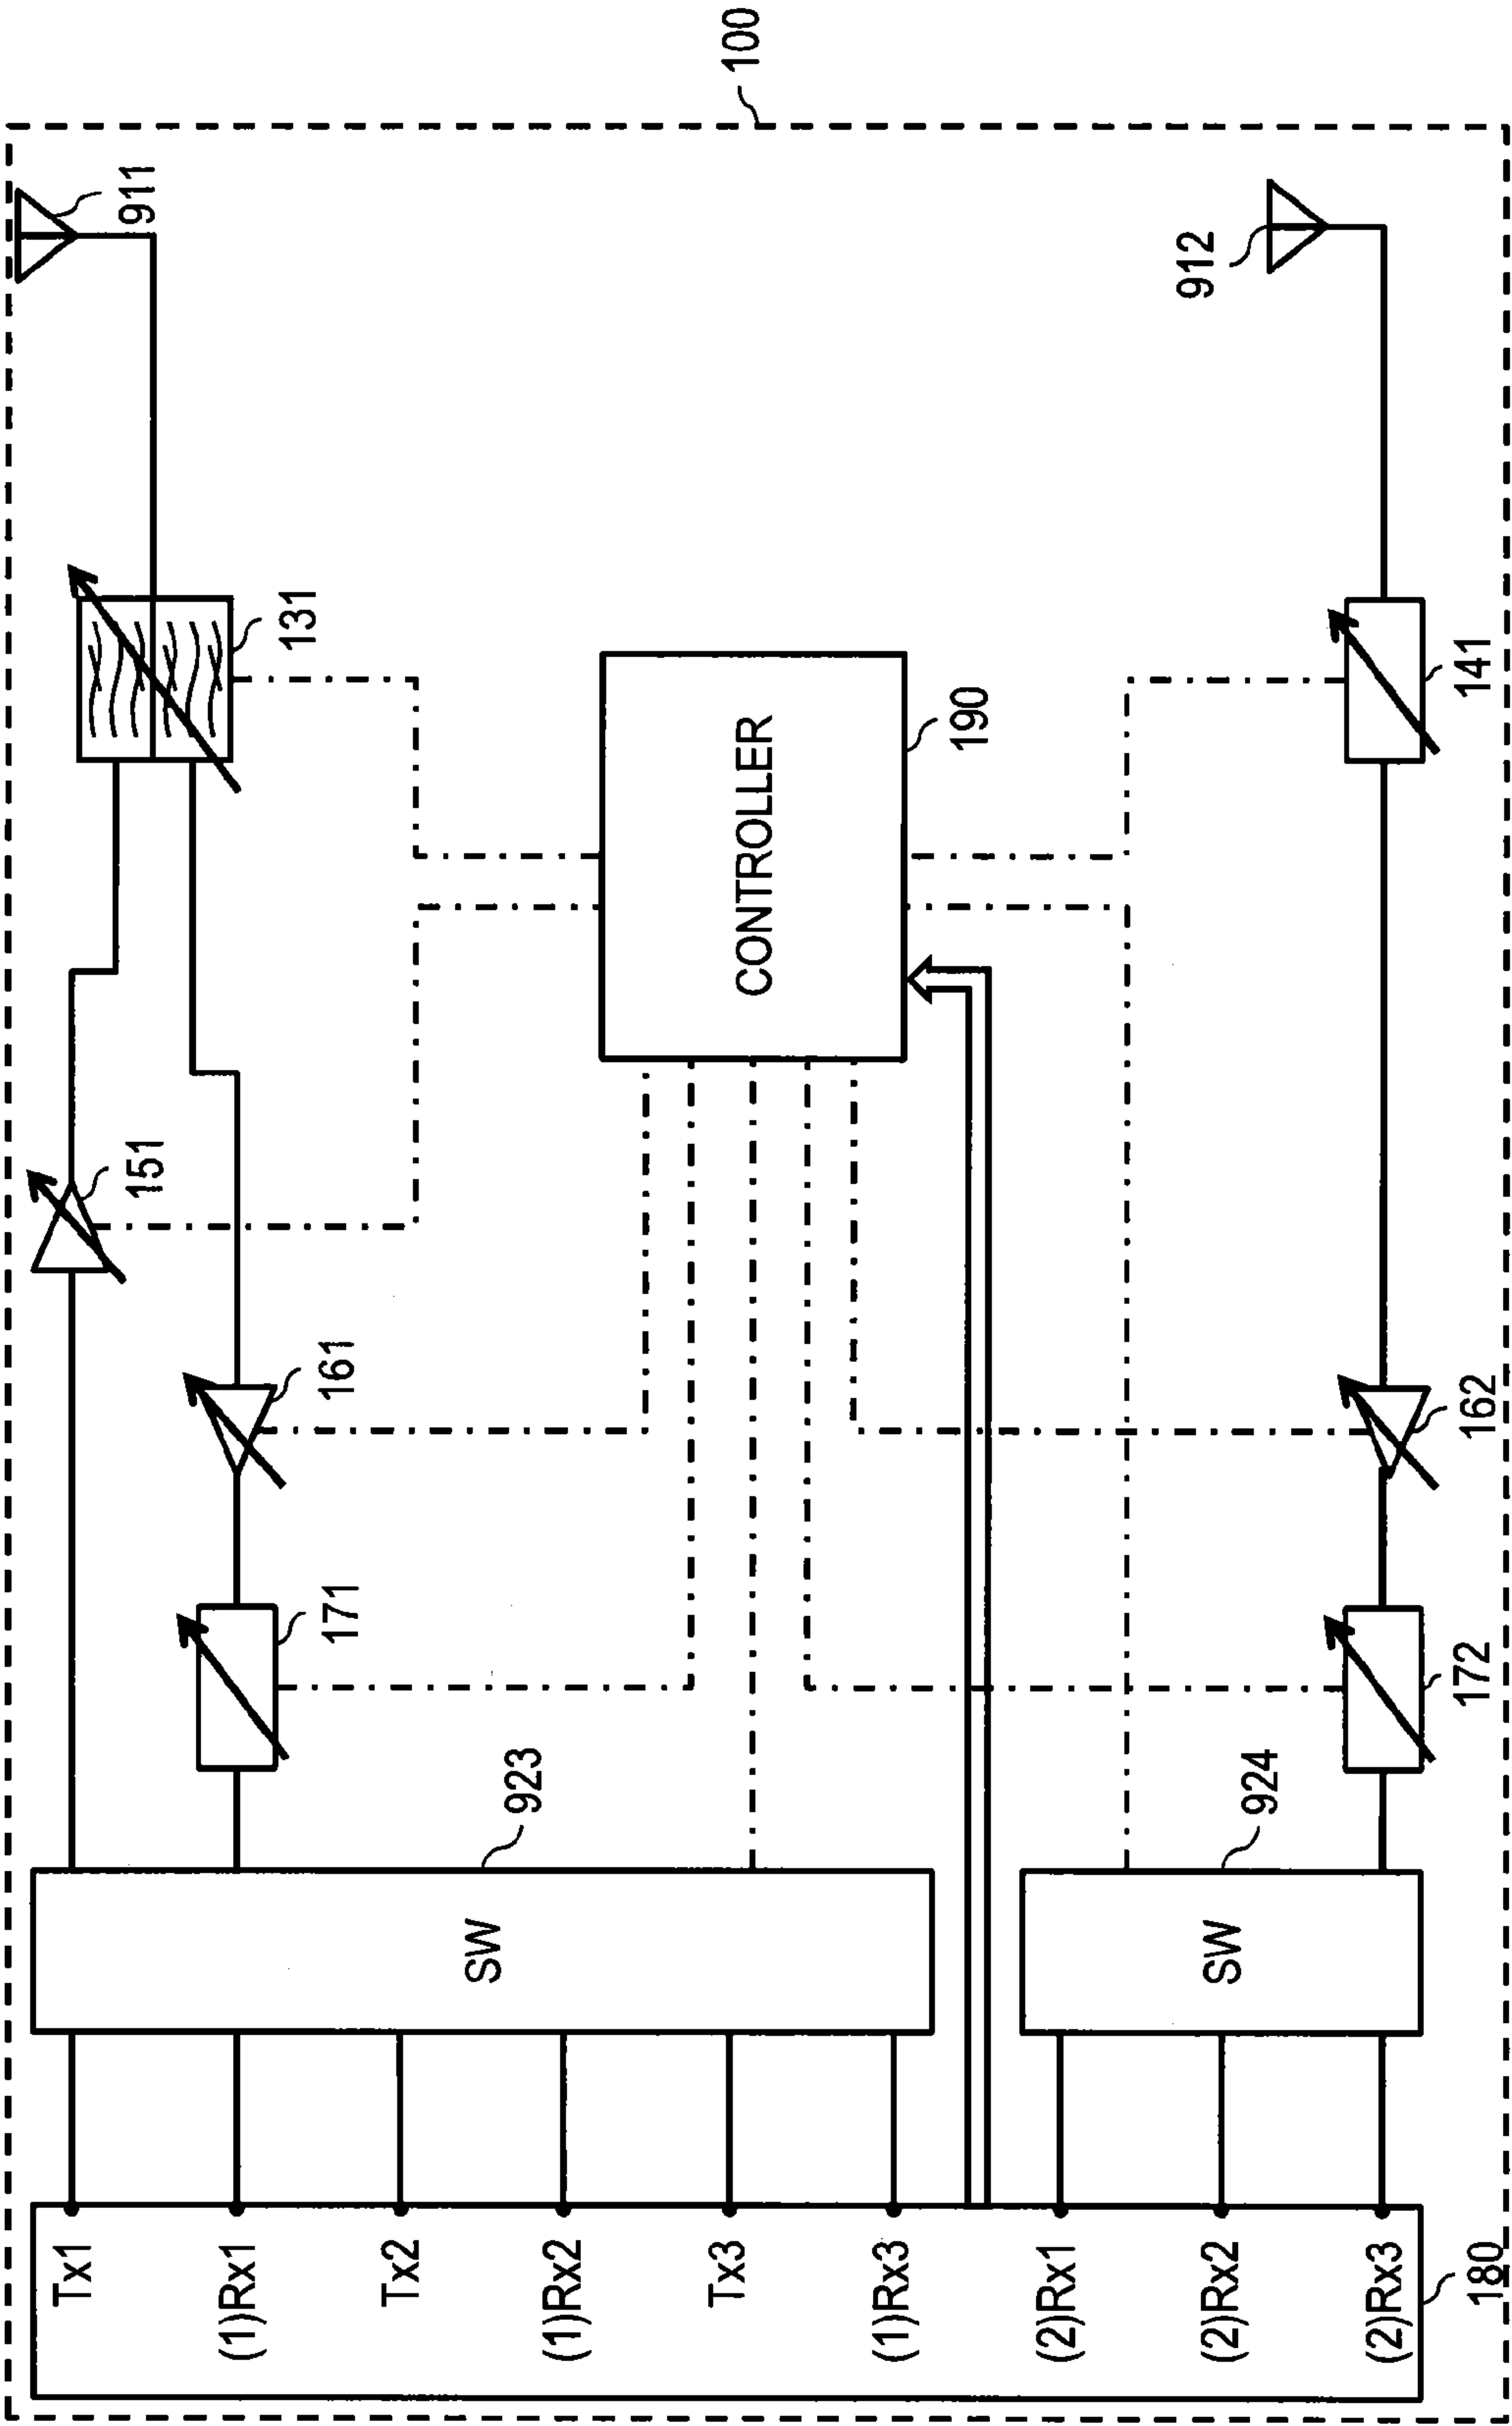 100
911
912
131
141
CONTROLLER
190
151
161
162
171
172
923
924
SW
SW
Tx1
(1)Rx1
Tx2
(1)Rx2
Tx3
(1)Rx3
(2)Rx1
(2)Rx2
(2)Rx3
180